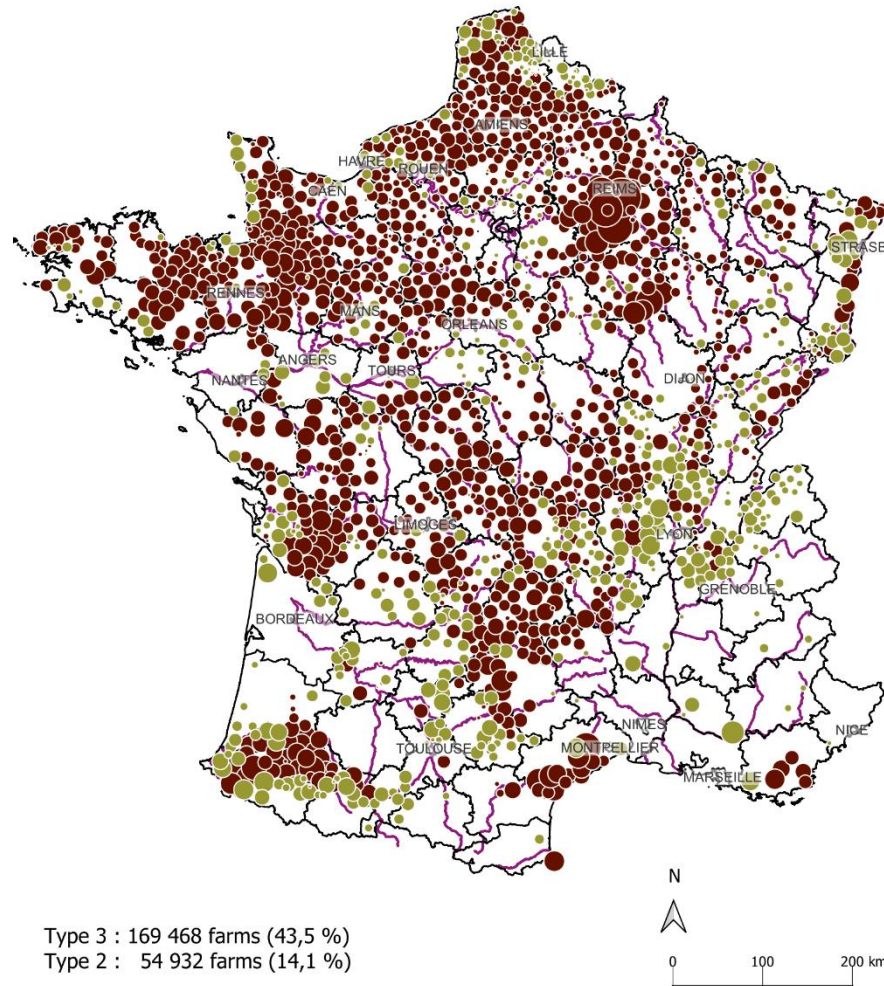 LILLE
AMIENS
HAVRE
ROUEN
CAEN
REIMS
STRASB
RENNES
MANS
ORLEANS
ANGERS
TOURS
NANTES
DIJON
LIMOGES
LYON
GRENOBLE
BORDEAUX
NIMES
NICE
TOULOUSE
MONTPELLIER
MARSEILLE
N
Type 3 : 169 468 farms (43,5 %)
Type 2 : 54 932 farms (14,1 %)
0 100 200 km